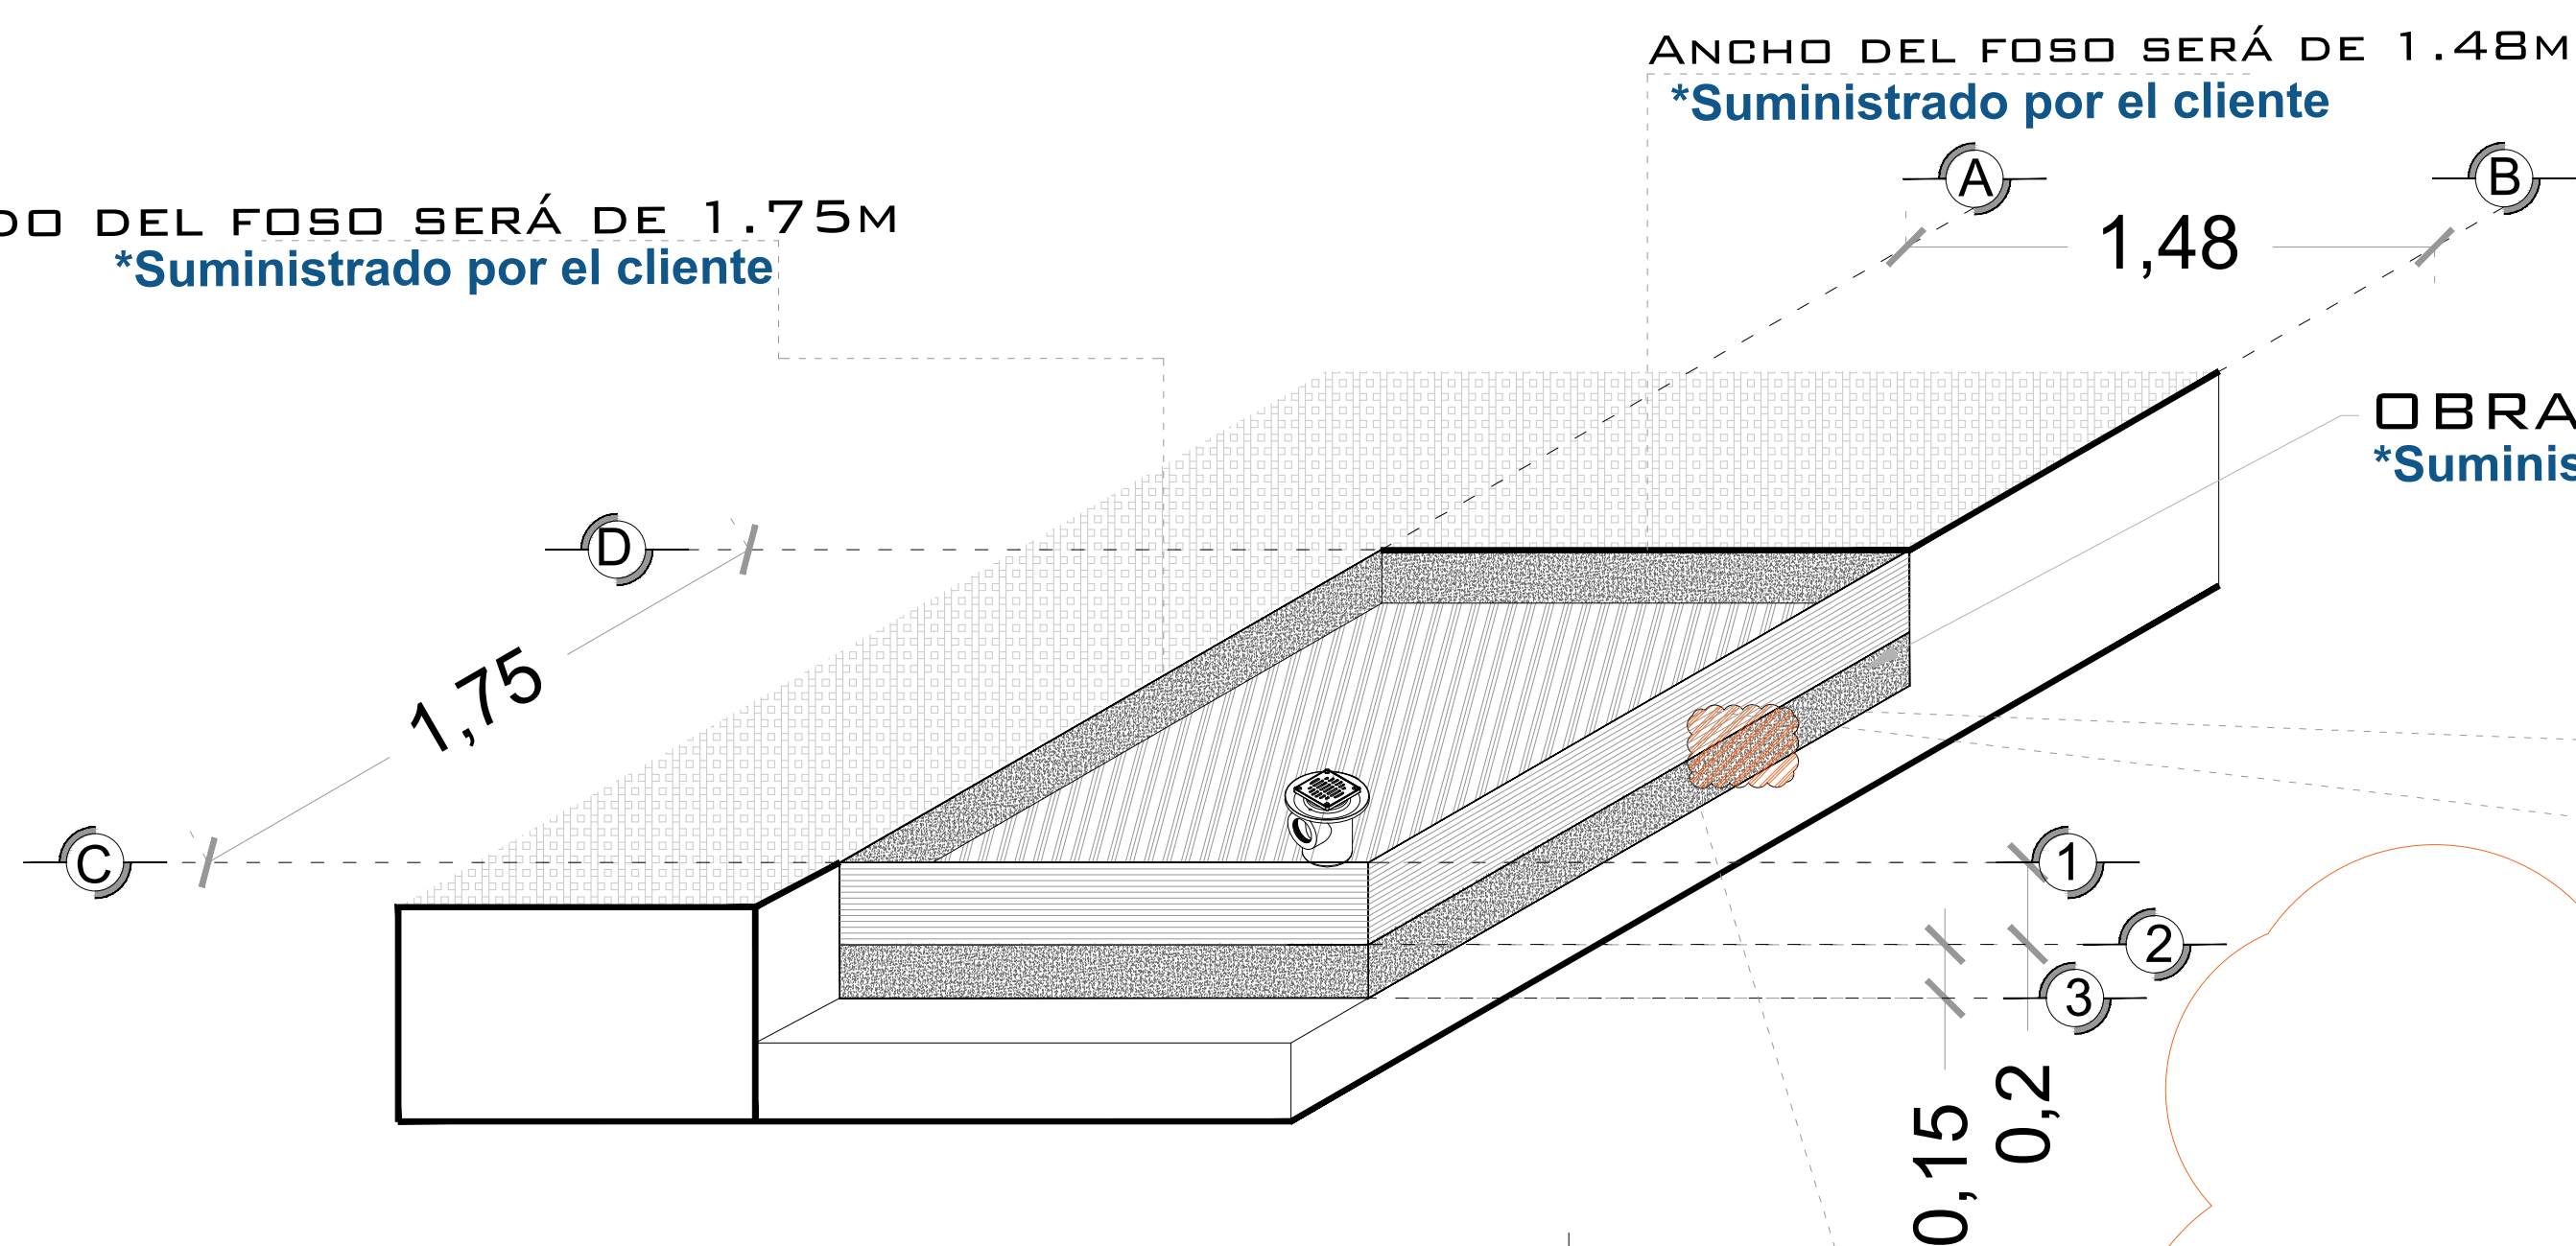 ANCHO DEL FOSO SERÁ DE 1.48M
*Suministrado por el cliente
A
B
1,48
DEL FOSO SERÁ DE 1.75M
*Suministrado por el cliente
OBRA
D
1,75
C
1
2
3
0,2
0,15